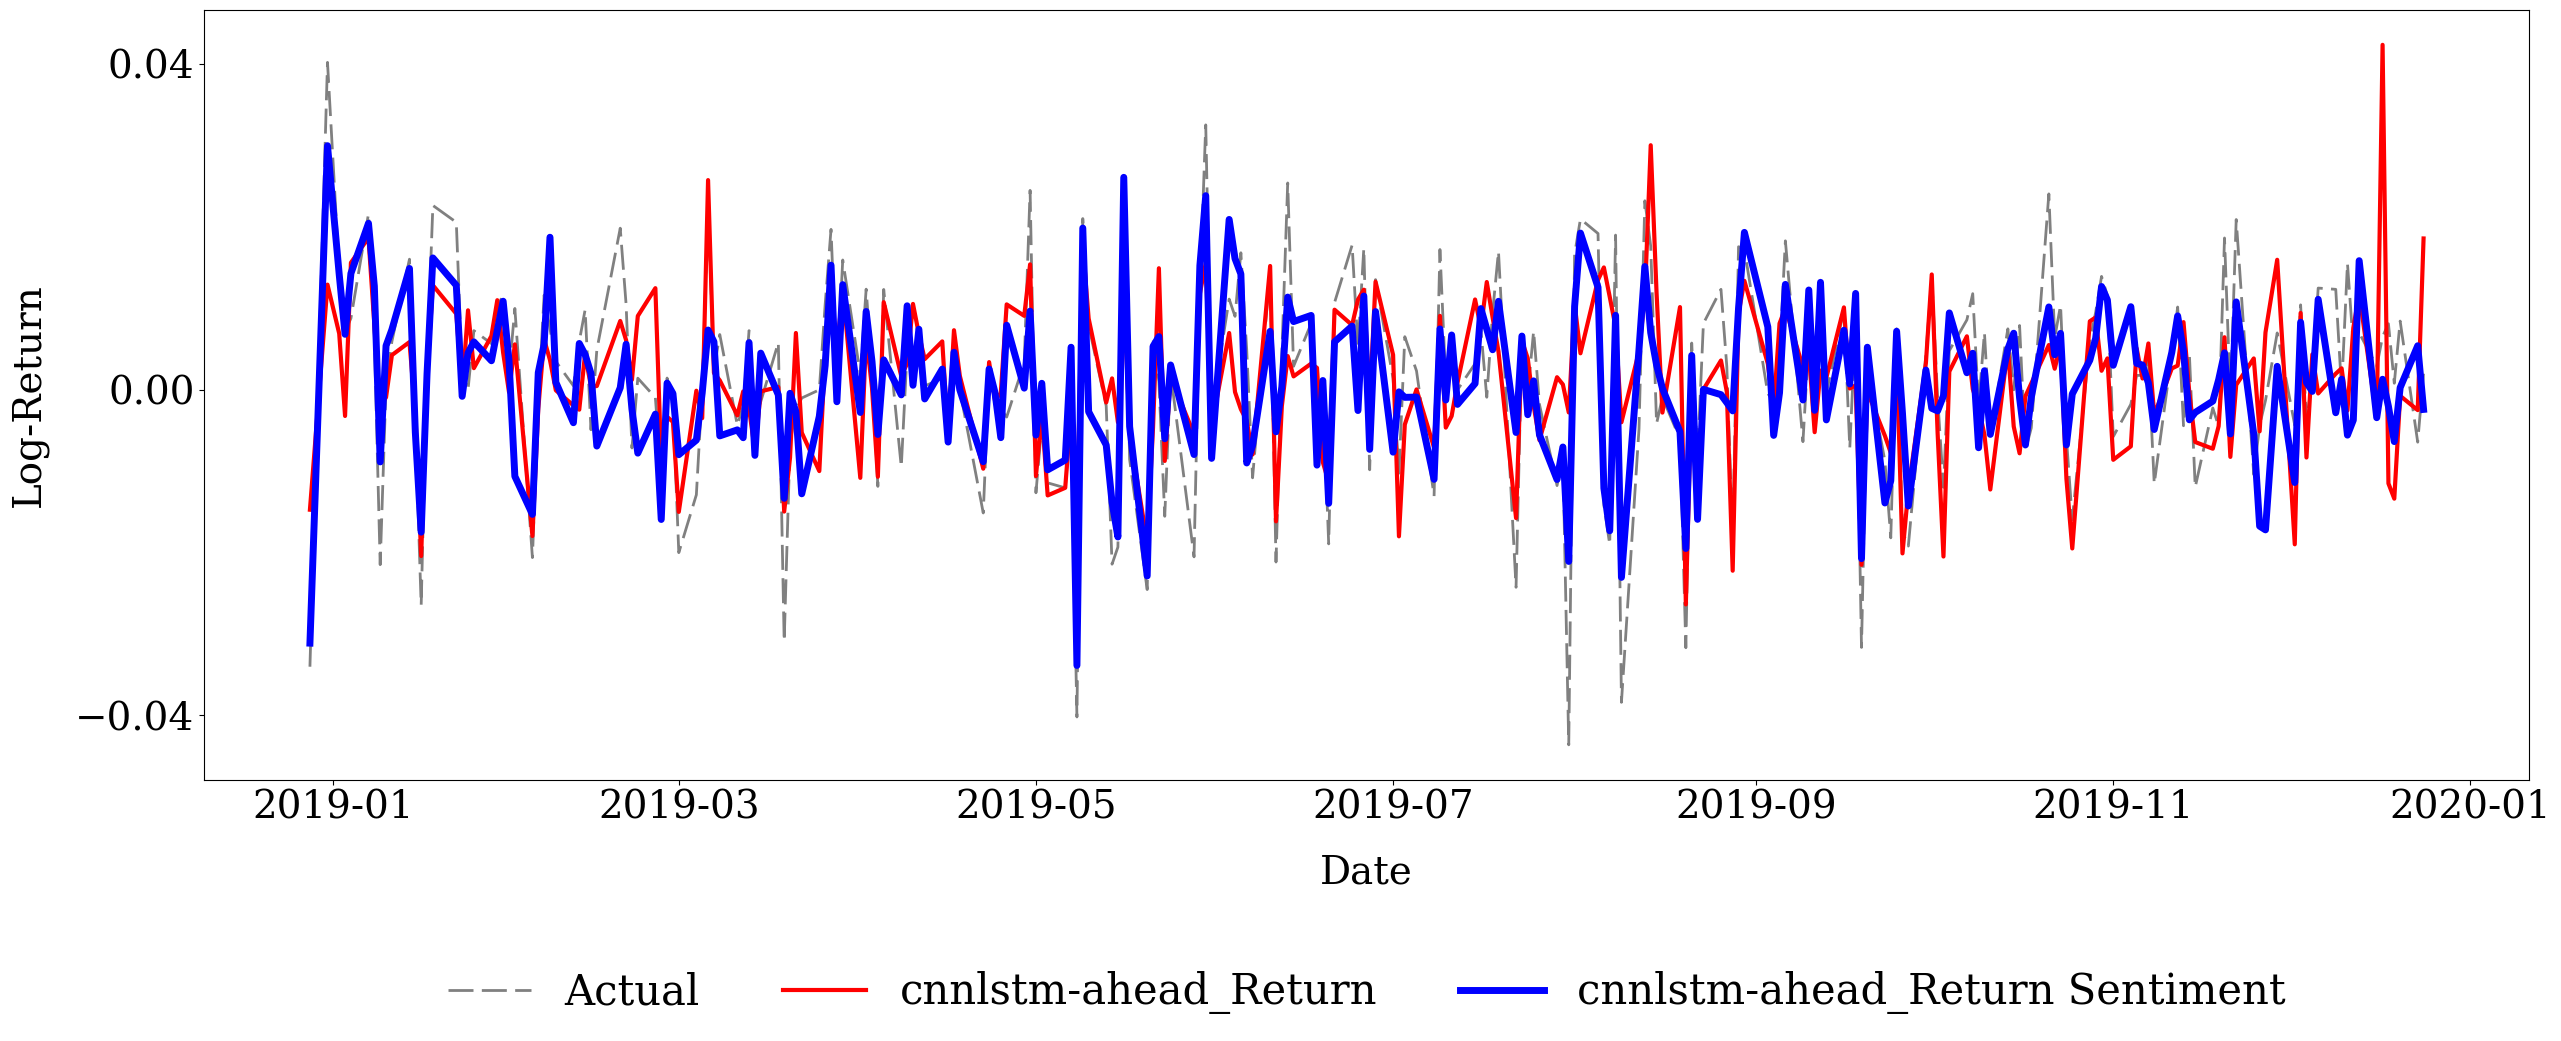 0.04
0.00
−0.04
Log-Return
2019-01 2019-03 2019-05 2019-07 2019-09 2019-11 2020-01
Date
Actual cnnlstm-ahead_Return cnnlstm-ahead_Return Sentiment